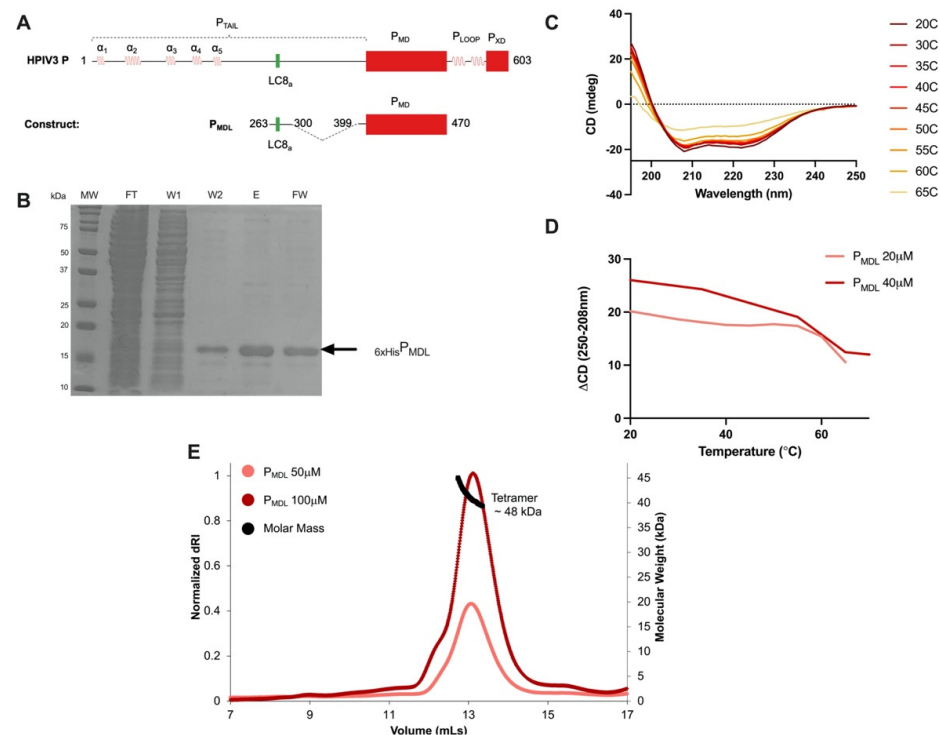 A
P_TAIL
P_MD
P_LOOP
P_XD
α1 α2 α3 α4 α5
HPIV3 P 1 603
LC8a
P_MD
Construct: P_MDL 263 300 399 470
LC8a
B
kDa MW FT W1 W2 E FW
75
50
37
25
20
15
10
6xHisP_MDL
C
CD (mdeg)
40
20
0
-20
-40
200 210 220 230 240 250
Wavelength (nm)
20C
30C
35C
40C
45C
50C
55C
60C
65C
D
ΔCD (250-208nm)
30
20
10
0
20 40 60
Temperature (°C)
P_MDL 20μM
P_MDL 40μM
E
P_MDL 50μM
P_MDL 100μM
Molar Mass
Tetramer
~ 48 kDa
Normalized dRI
1
0.8
0.6
0.4
0.2
0
7 9 11 13 15 17
Volume (mLs)
Molecular Weight (kDa)
45
40
35
30
25
20
15
10
5
0